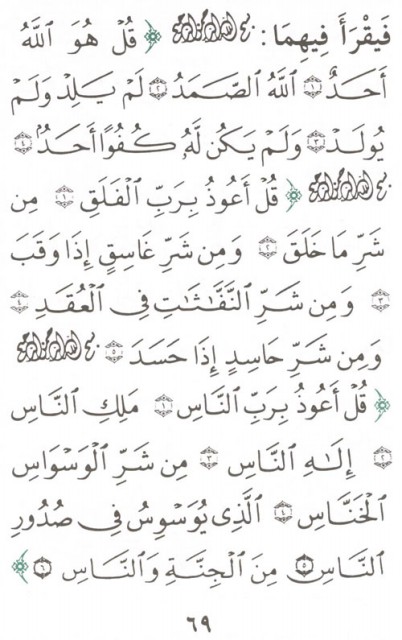 فَيَقْرَأُ فِيهِمَا: بسم الله الرحمن الرحيم ﴿قُلۡ هُوَ ٱللَّهُ
أَحَدٌ ١ ٱللَّهُ ٱلصَّمَدُ ٢ لَمۡ يَلِدۡ وَلَمۡ
يُولَدۡ ٣ وَلَمۡ يَكُن لَّهُۥ كُفُوًا أَحَدُۢ ٤
بسم الله الرحمن الرحيم ﴿قُلۡ أَعُوذُ بِرَبِّ ٱلۡفَلَقِ ١ مِن
شَرِّ مَا خَلَقَ ٢ وَمِن شَرِّ غَاسِقٍ إِذَا وَقَبَ
٣ وَمِن شَرِّ ٱلنَّفَّٰثَٰتِ فِي ٱلۡعُقَدِ ٤
وَمِن شَرِّ حَاسِدٍ إِذَا حَسَدَ ٥ بسم الله الرحمن الرحيم
﴿قُلۡ أَعُوذُ بِرَبِّ ٱلنَّاسِ ١ مَلِكِ ٱلنَّاسِ
٢ إِلَٰهِ ٱلنَّاسِ ٣ مِن شَرِّ ٱلۡوَسۡوَاسِ
ٱلۡخَنَّاسِ ٤ ٱلَّذِي يُوَسۡوِسُ فِي صُدُورِ
ٱلنَّاسِ ٥ مِنَ ٱلۡجِنَّةِ وَٱلنَّاسِ ٦﴾
٦٩